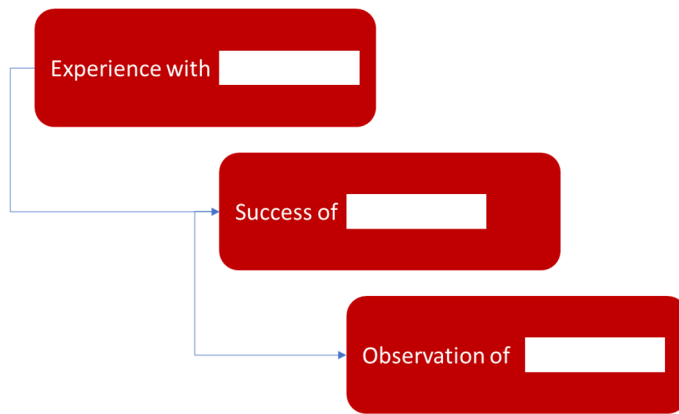 Experience with
Success of
Observation of